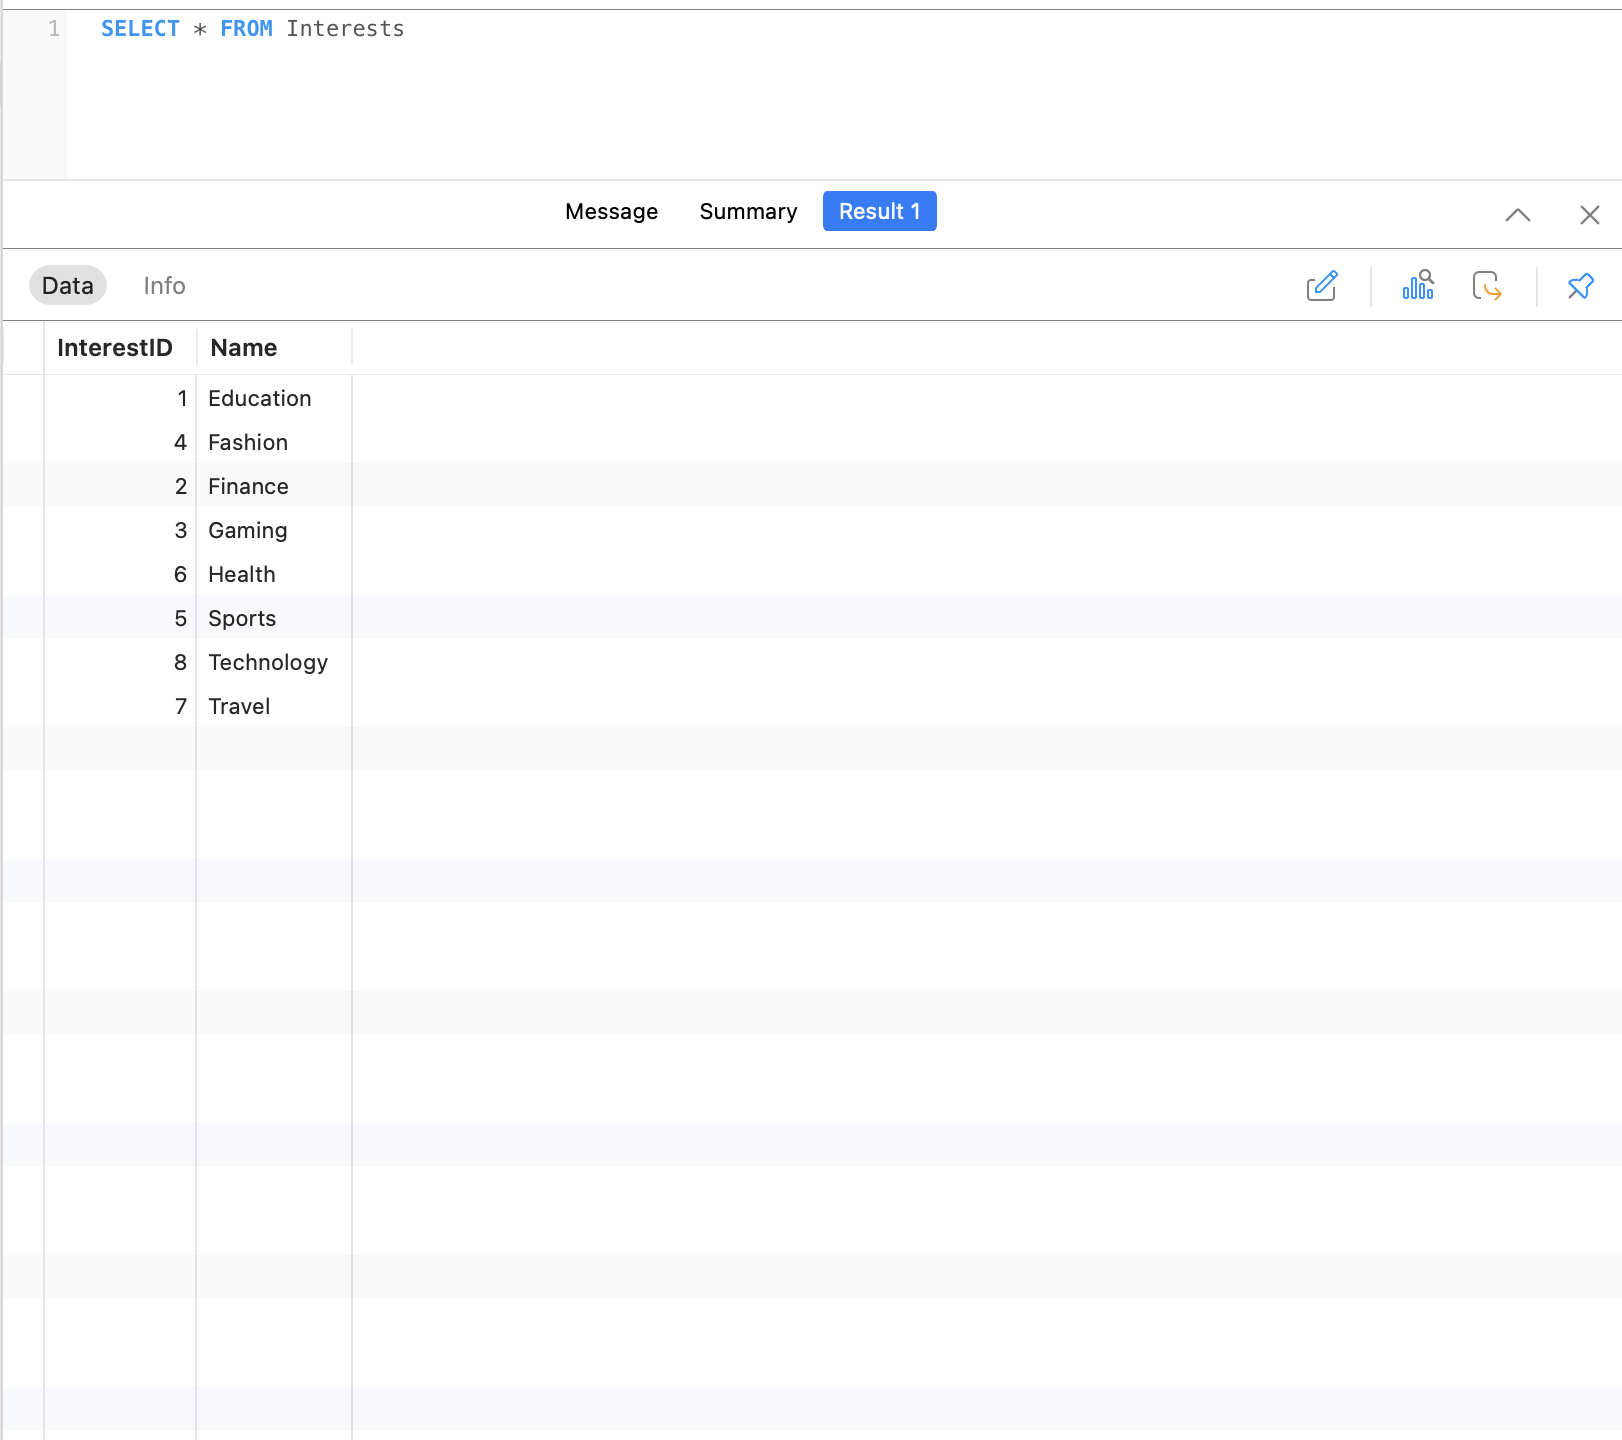 1 SELECT * FROM Interests
Message Summary Result 1
Data Info
InterestID Name
1 Education
4 Fashion
2 Finance
3 Gaming
6 Health
5 Sports
8 Technology
7 Travel